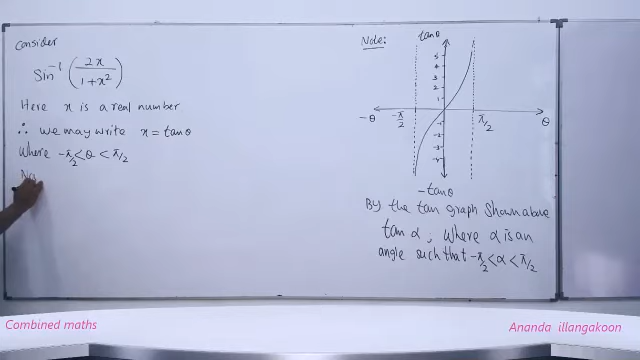 Consider
Sin⁻¹ (2x / 1+x²)
Here x is a real number
∴ we may write x = tanθ
Where -π/2 < θ < π/2
Note:
tanθ
5
4
3
2
1
-θ -π/2 π/2 θ
-1
-2
-3
-4
-tanθ
By the tan graph shown above
tan α, where α is an
angle such that -π/2 < α < π/2
Combined maths
Ananda illangakoon